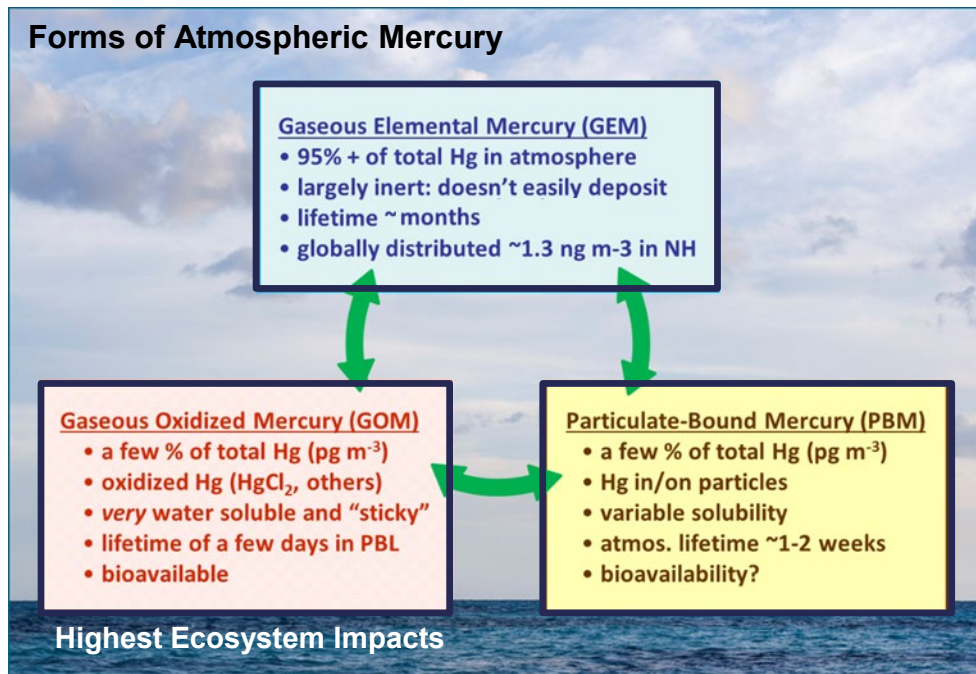 Forms of Atmospheric Mercury
Gaseous Elemental Mercury (GEM)
• 95% + of total Hg in atmosphere
• largely inert: doesn't easily deposit
• lifetime ~ months
• globally distributed ~1.3 ng m-3 in NH
Gaseous Oxidized Mercury (GOM)
• a few % of total Hg (pg m⁻³)
• oxidized Hg (HgCl₂, others)
• very water soluble and “sticky”
• lifetime of a few days in PBL
• bioavailable
Particulate-Bound Mercury (PBM)
• a few % of total Hg (pg m⁻³)
• Hg in/on particles
• variable solubility
• atmos. lifetime ~1-2 weeks
• bioavailability?
Highest Ecosystem Impacts